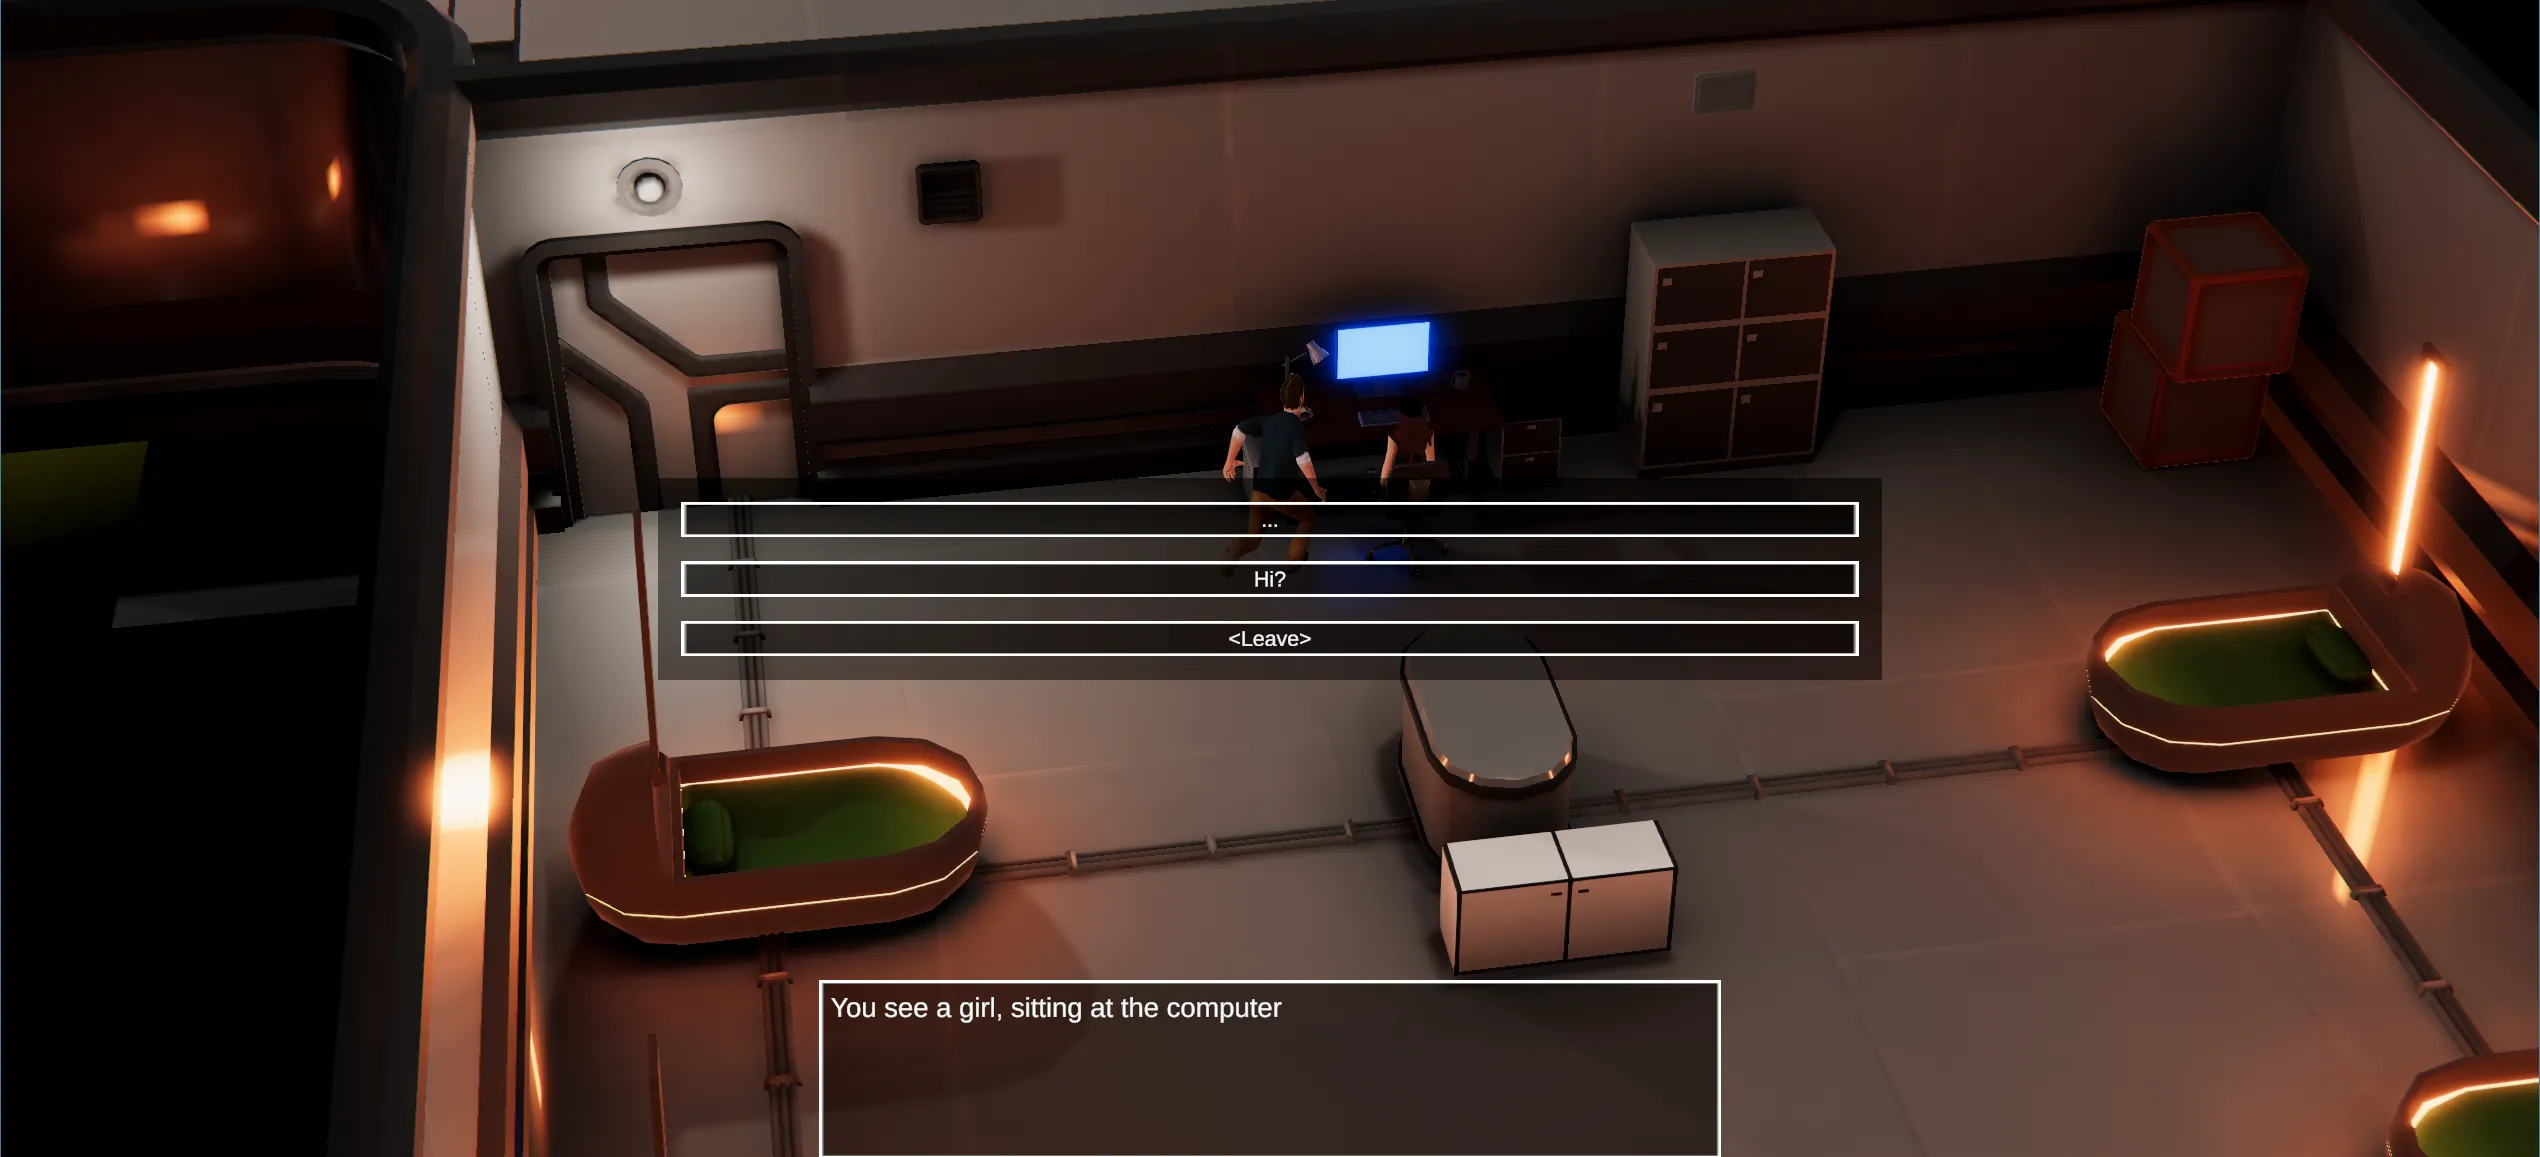 ...
Hi?
<Leave>
You see a girl, sitting at the computer